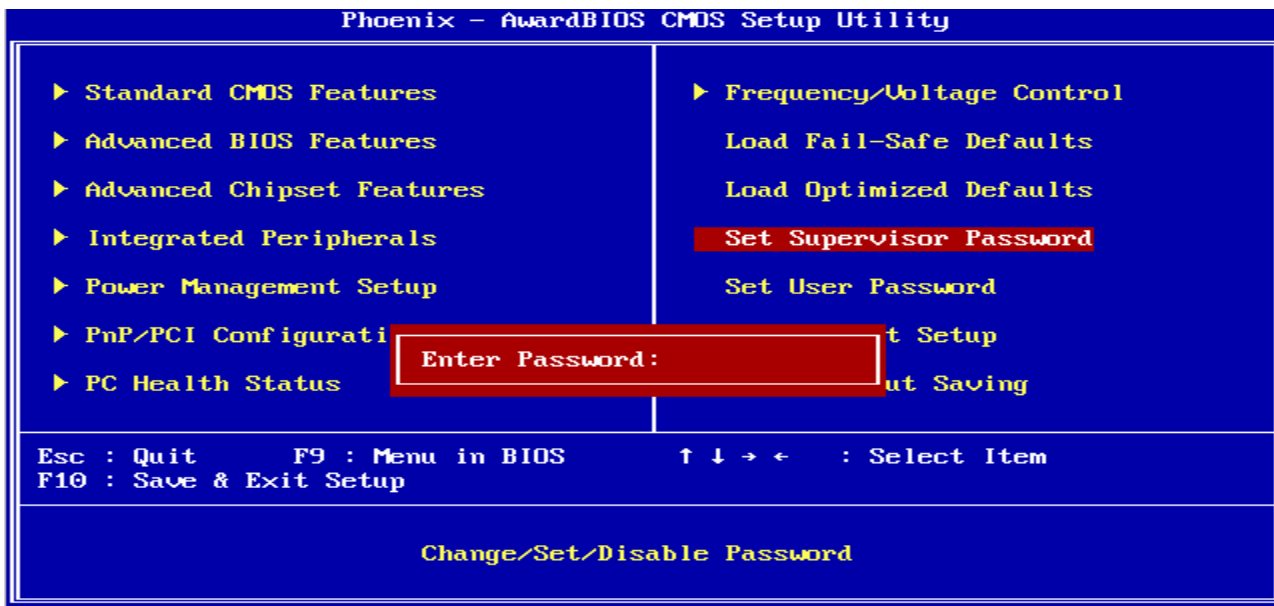 Phoenix - AwardBIOS CMOS Setup Utility
▶ Standard CMOS Features
▶ Advanced BIOS Features
▶ Advanced Chipset Features
▶ Integrated Peripherals
▶ Power Management Setup
▶ PnP/PCI Configurati
▶ PC Health Status
▶ Frequency/Voltage Control
Load Fail-Safe Defaults
Load Optimized Defaults
Set Supervisor Password
Set User Password
t Setup
ut Saving
Enter Password:
Esc : Quit F9 : Menu in BIOS ↑ ↓ → ← : Select Item
F10 : Save & Exit Setup
Change/Set/Disable Password